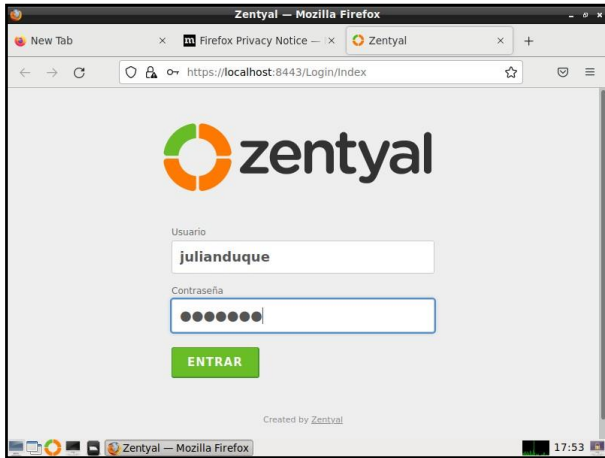 Zentyal — Mozilla Firefox
New Tab
Firefox Privacy Notice —
Zentyal
https://localhost:8443/Login/Index
zentyal
Usuario
julianduque
Contraseña
●●●●●●●
ENTRAR
Created by Zentyal
Zentyal — Mozilla Firefox
17:53